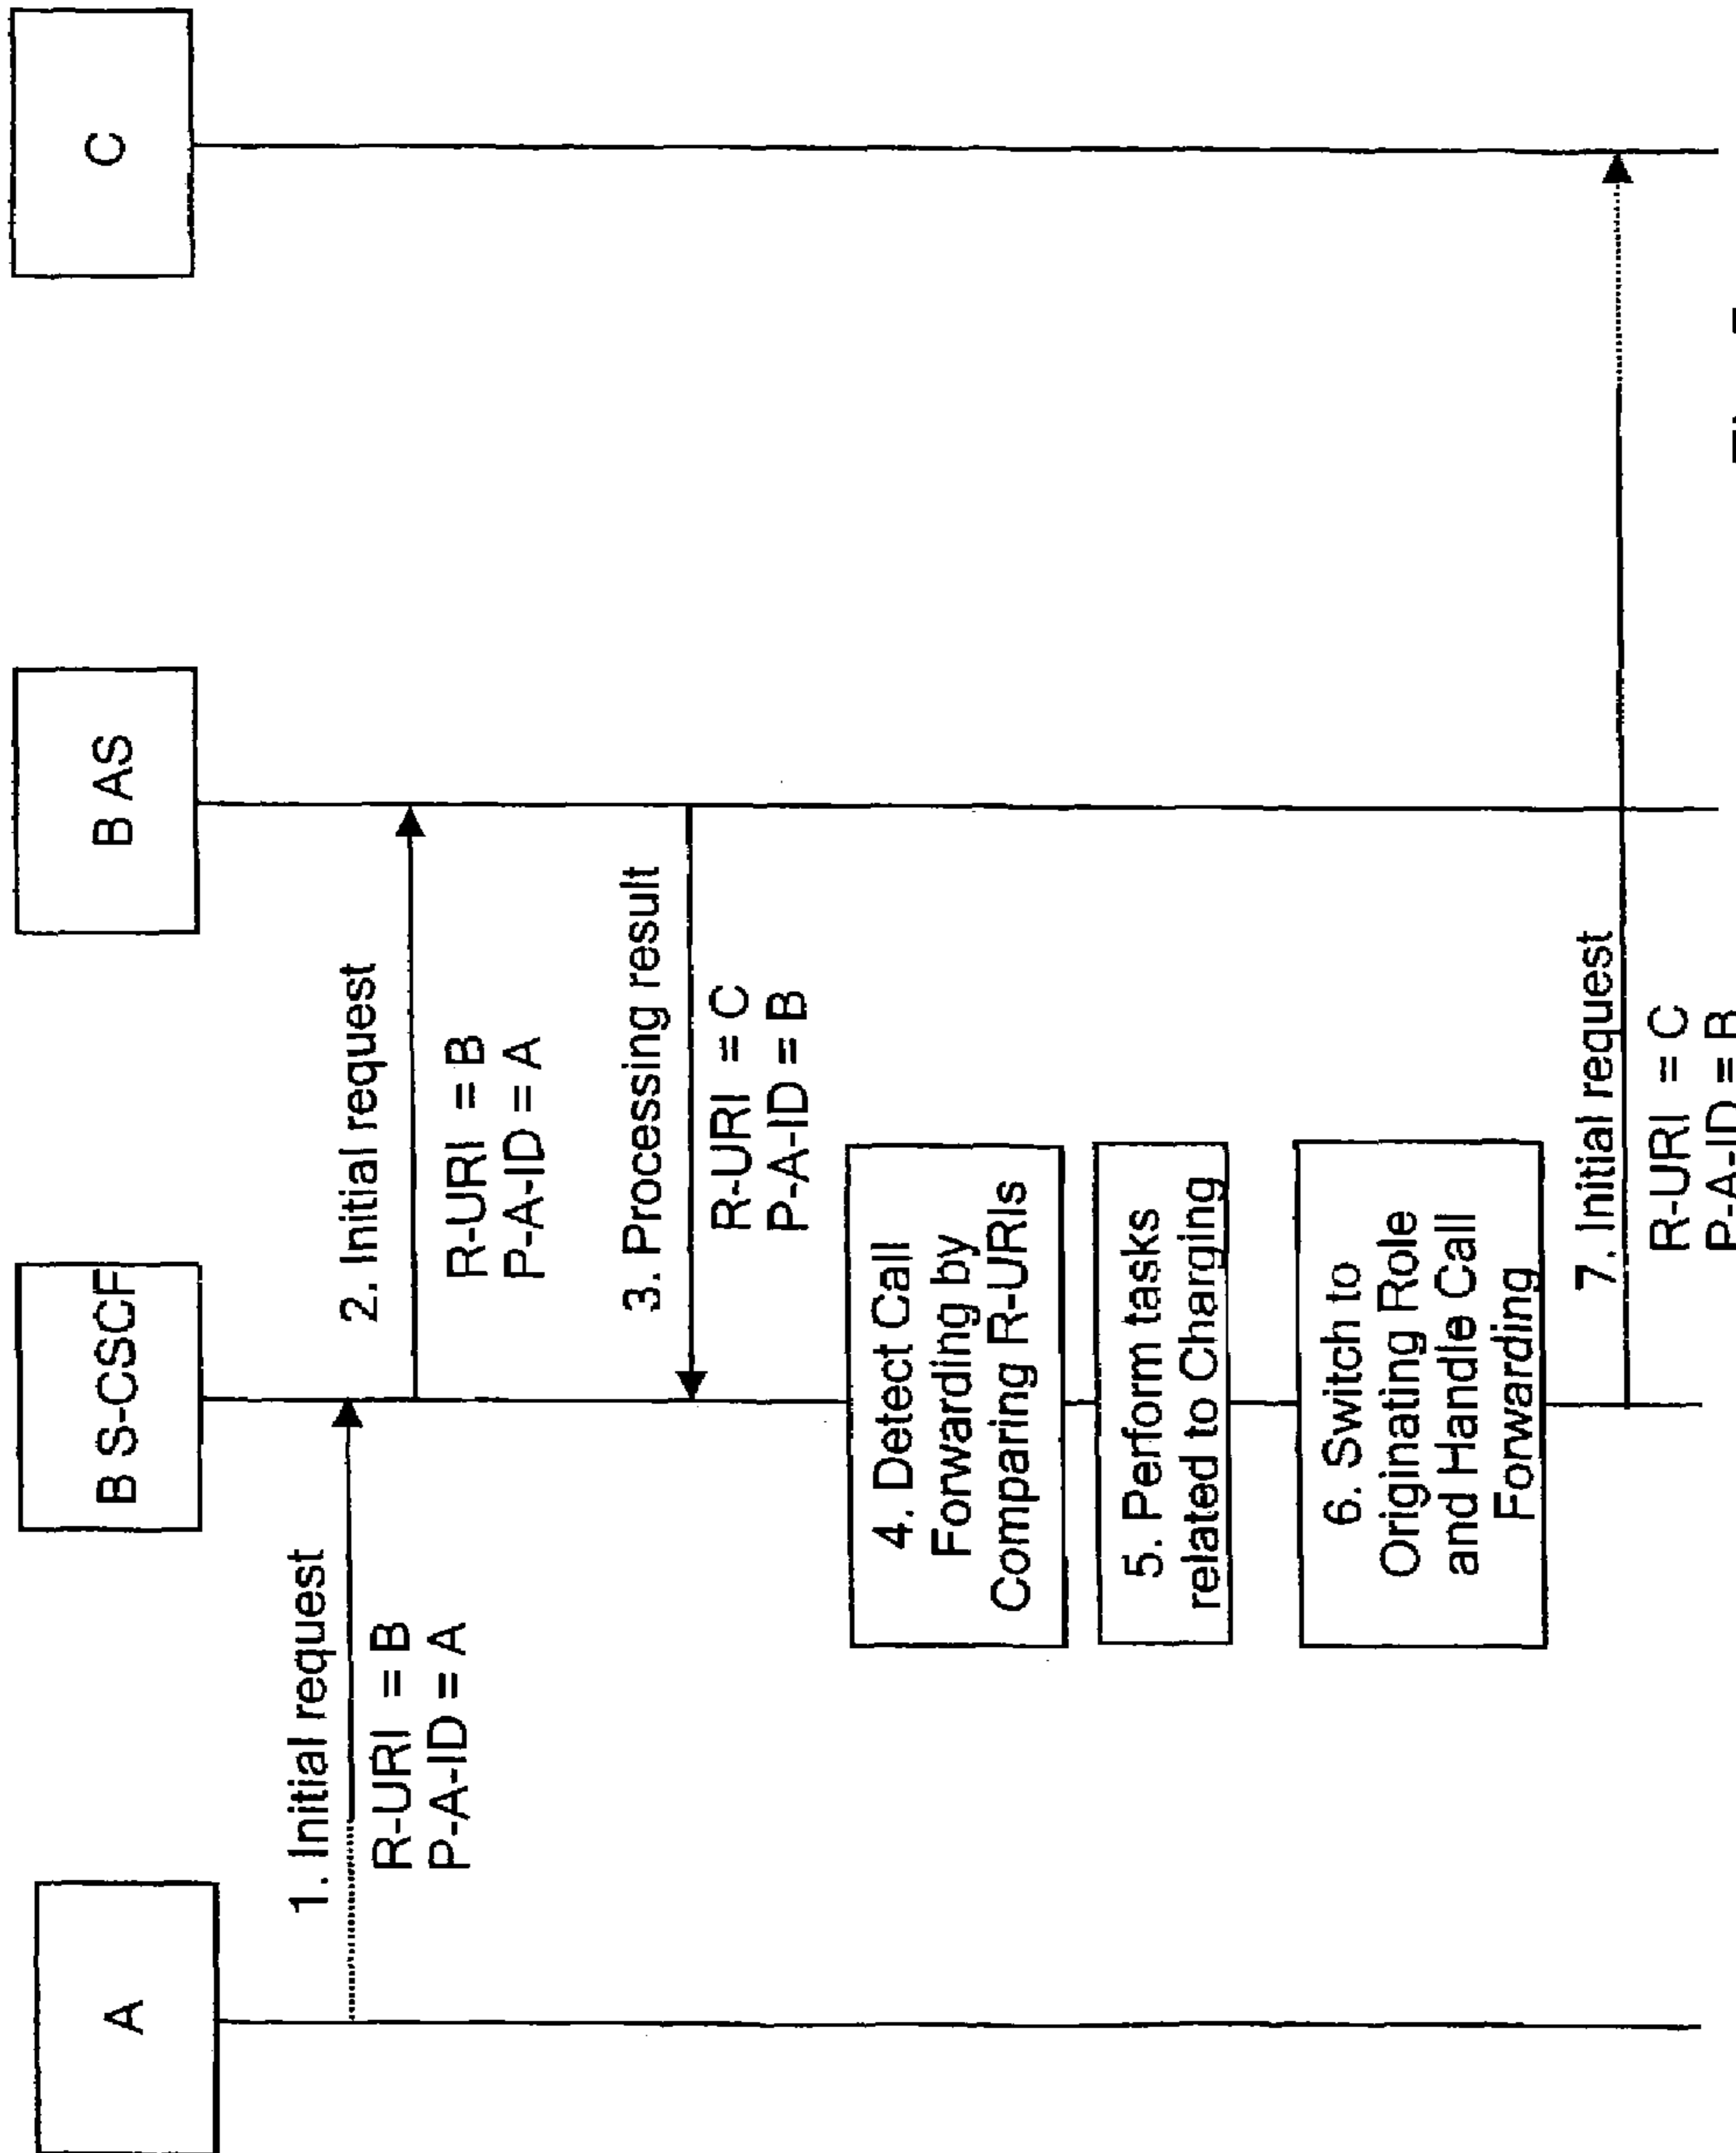 A
B S-CSCF
B AS
C
1. Initial request
R-URI = B
P-A-ID = A
2. Initial request
R-URI = B
P-A-ID = A
3. Processing result
R-URI = C
P-A-ID = B
4. Detect Call
Forwarding by
Comparing R-URIs
5. Perform tasks
related to Charging
6. Switch to
Originating Role
and Handle Call
Forwarding
7. Initial request
R-URI = C
P-A-ID = B